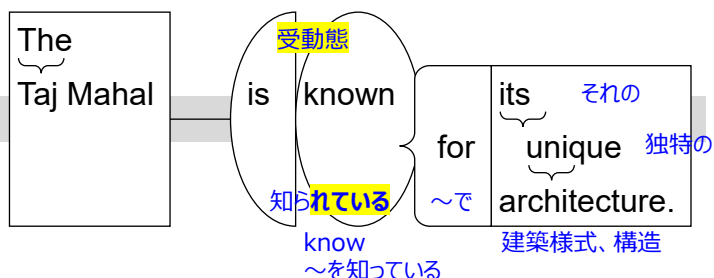 The
Taj Mahal
受動態
is known
知られている
know
～を知っている
for
～で
its それの
unique 独特の
architecture.
建築様式、構造